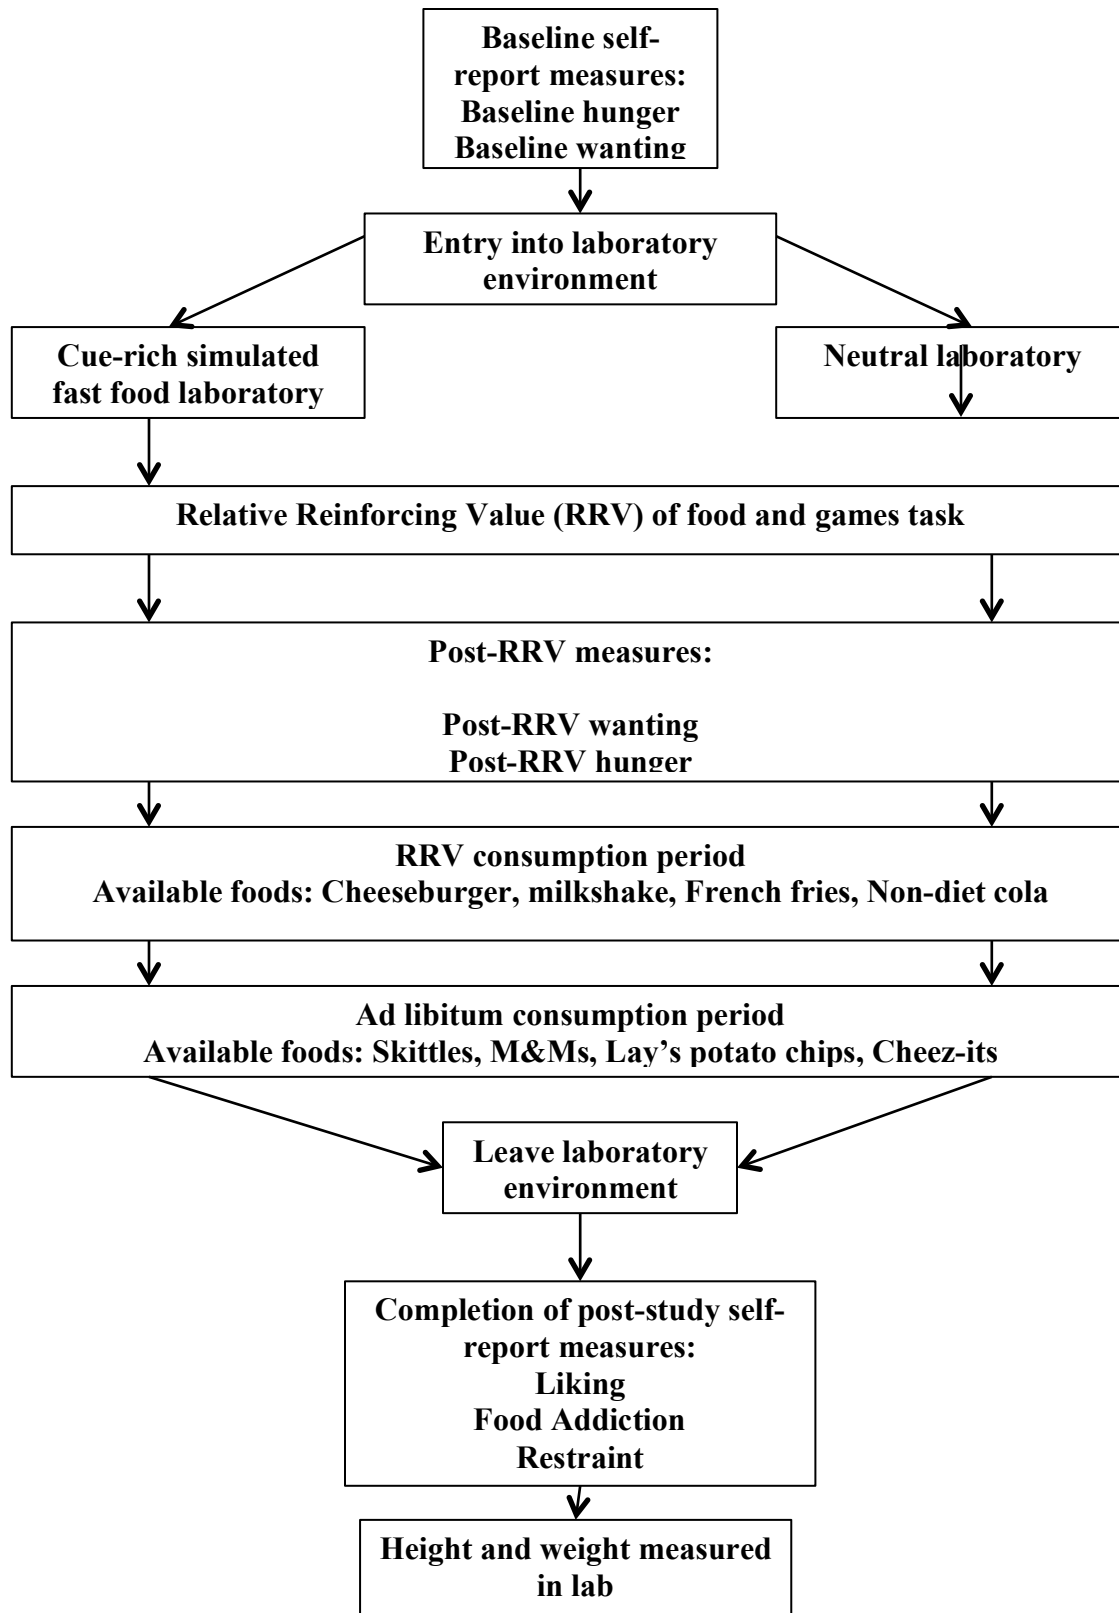 Baseline self-
report measures:
Baseline hunger
Baseline wanting
Entry into laboratory
environment
Cue-rich simulated
fast food laboratory
Neutral laboratory
Relative Reinforcing Value (RRV) of food and games task
Post-RRV measures:
Post-RRV wanting
Post-RRV hunger
RRV consumption period
Available foods: Cheeseburger, milkshake, French fries, Non-diet cola
Ad libitum consumption period
Available foods: Skittles, M&Ms, Lay’s potato chips, Cheez-its
Leave laboratory
environment
Completion of post-study self-
report measures:
Liking
Food Addiction
Restraint
Height and weight measured
in lab